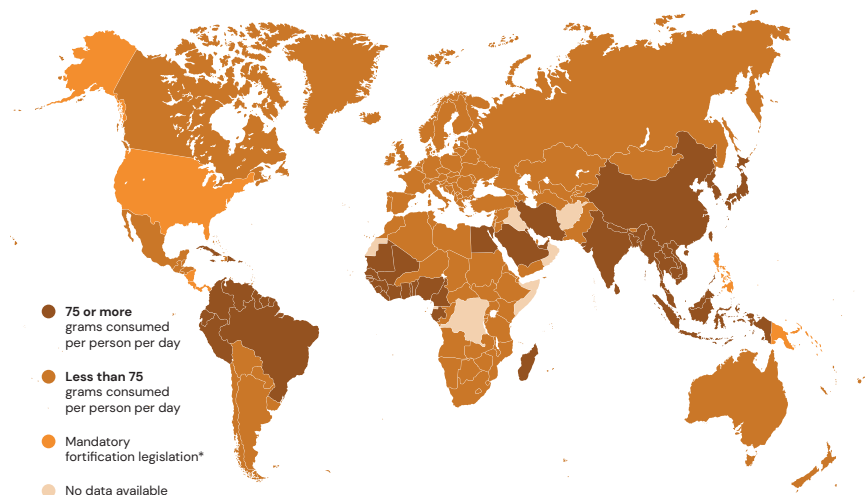 75 or more
grams consumed
per person per day
Less than 75
grams consumed
per person per day
Mandatory
fortification legislation*
No data available